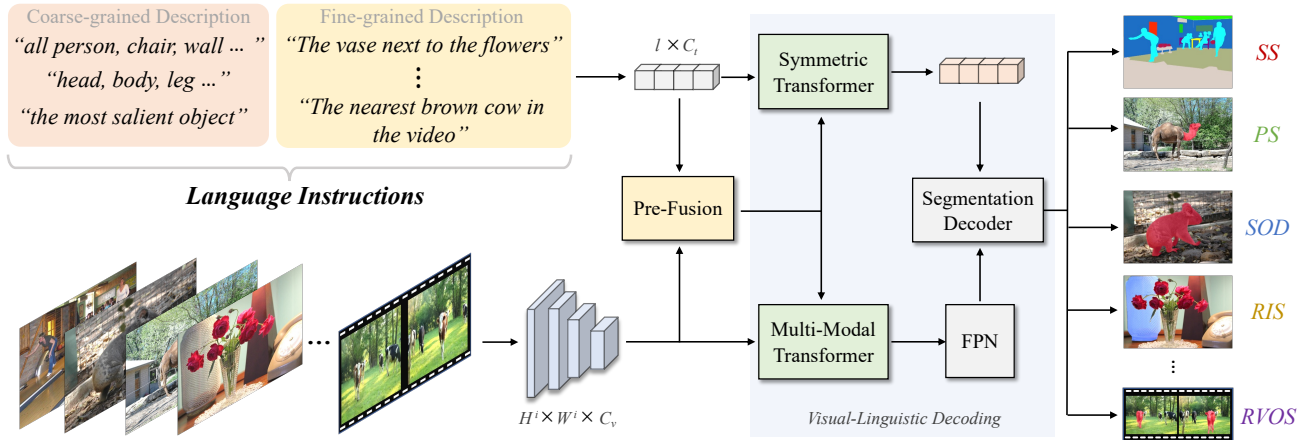 Coarse-grained Description
“all person, chair, wall ... ”
“head, body, leg ...”
“the most salient object”
Fine-grained Description
“The vase next to the flowers”
“The nearest brown cow in
the video”
Language Instructions
l × Cₜ
Pre-Fusion
Hⁱ × Wⁱ × Cᵥ
Symmetric
Transformer
Multi-Modal
Transformer
Segmentation
Decoder
FPN
Visual-Linguistic Decoding
SS
PS
SOD
RIS
RVOS